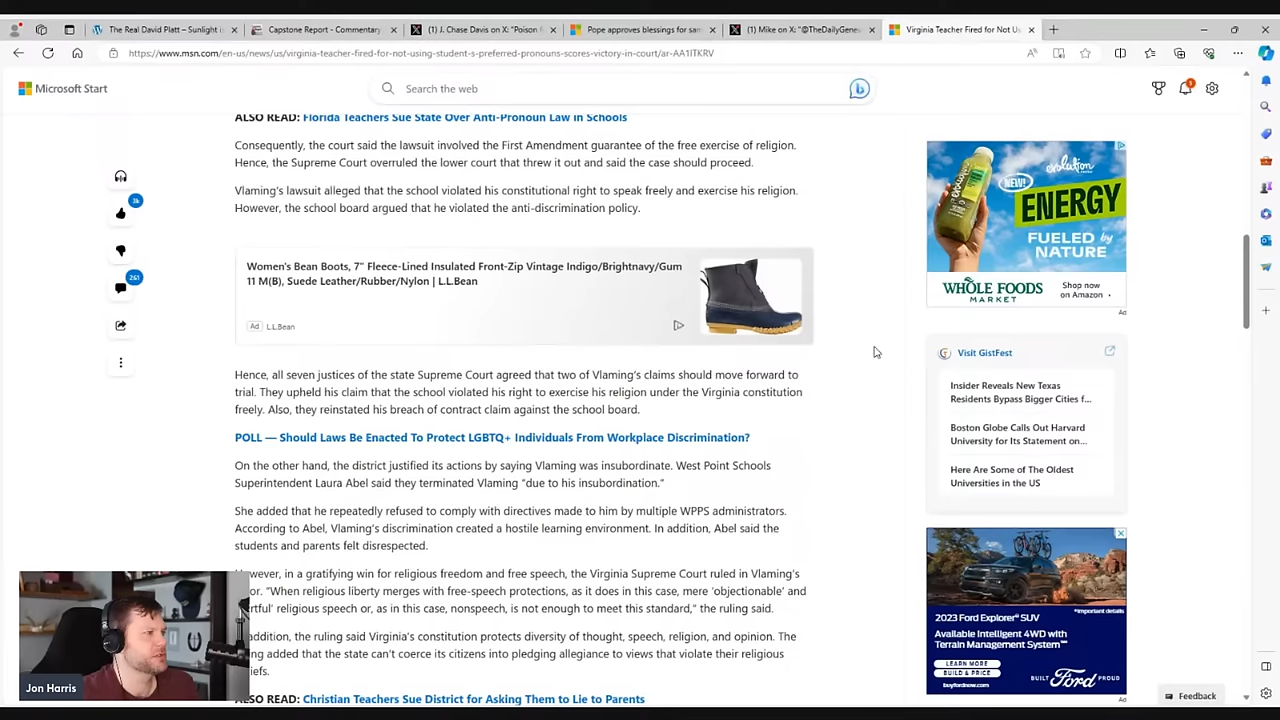 The Real David Platt – Sunlight is
Capstone Report - Commentary
(1) J. Chase Davis on X: "Poison f
Pope approves blessings for sam
(1) Mike on X: "@TheDailyGene
Virginia Teacher Fired for Not Us
https://www.msn.com/en-us/news/us/virginia-teacher-fired-for-not-using-student-s-preferred-pronouns-scores-victory-in-court/ar-AA1lTKRV
Microsoft Start
Search the web
ALSO READ: Florida Teachers Sue State Over Anti-Pronoun Law in Schools
Consequently, the court said the lawsuit involved the First Amendment guarantee of the free exercise of religion.
Hence, the Supreme Court overruled the lower court that threw it out and said the case should proceed.
Vlaming's lawsuit alleged that the school violated his constitutional right to speak freely and exercise his religion.
However, the school board argued that he violated the anti-discrimination policy.
3k
261
Women's Bean Boots, 7" Fleece-Lined Insulated Front-Zip Vintage Indigo/Brightnavy/Gum
11 M(B), Suede Leather/Rubber/Nylon | L.L.Bean
Ad L.L.Bean
Hence, all seven justices of the state Supreme Court agreed that two of Vlaming's claims should move forward to
trial. They upheld his claim that the school violated his right to exercise his religion under the Virginia constitution
freely. Also, they reinstated his breach of contract claim against the school board.
POLL — Should Laws Be Enacted To Protect LGBTQ+ Individuals From Workplace Discrimination?
On the other hand, the district justified its actions by saying Vlaming was insubordinate. West Point Schools
Superintendent Laura Abel said they terminated Vlaming "due to his insubordination."
She added that he repeatedly refused to comply with directives made to him by multiple WPPS administrators.
According to Abel, Vlaming's discrimination created a hostile learning environment. In addition, Abel said the
students and parents felt disrespected.
owever, in a gratifying win for religious freedom and free speech, the Virginia Supreme Court ruled in Vlaming's
or. "When religious liberty merges with free-speech protections, as it does in this case, mere 'objectionable' and
rtful' religious speech or, as in this case, nonspeech, is not enough to meet this standard," the ruling said.
addition, the ruling said Virginia's constitution protects diversity of thought, speech, religion, and opinion. The
ng added that the state can't coerce its citizens into pledging allegiance to views that violate their religious
iefs.
ALSO READ: Christian Teachers Sue District for Asking Them to Lie to Parents
Jon Harris
evolution
NEW!
ENERGY
FUELED by
NATURE
WHOLE FOODS
MARKET
Shop now
on Amazon
Ad
Visit GistFest
Insider Reveals New Texas
Residents Bypass Bigger Cities f...
Boston Globe Calls Out Harvard
University for Its Statement on...
Here Are Some of The Oldest
Universities in the US
*Important details
2023 Ford Explorer® SUV
Available Intelligent 4WD with
Terrain Management System™
LEARN MORE
BUILD & PRICE
buyfordnow.com
BUILT Ford PROUD
Ad
Feedback